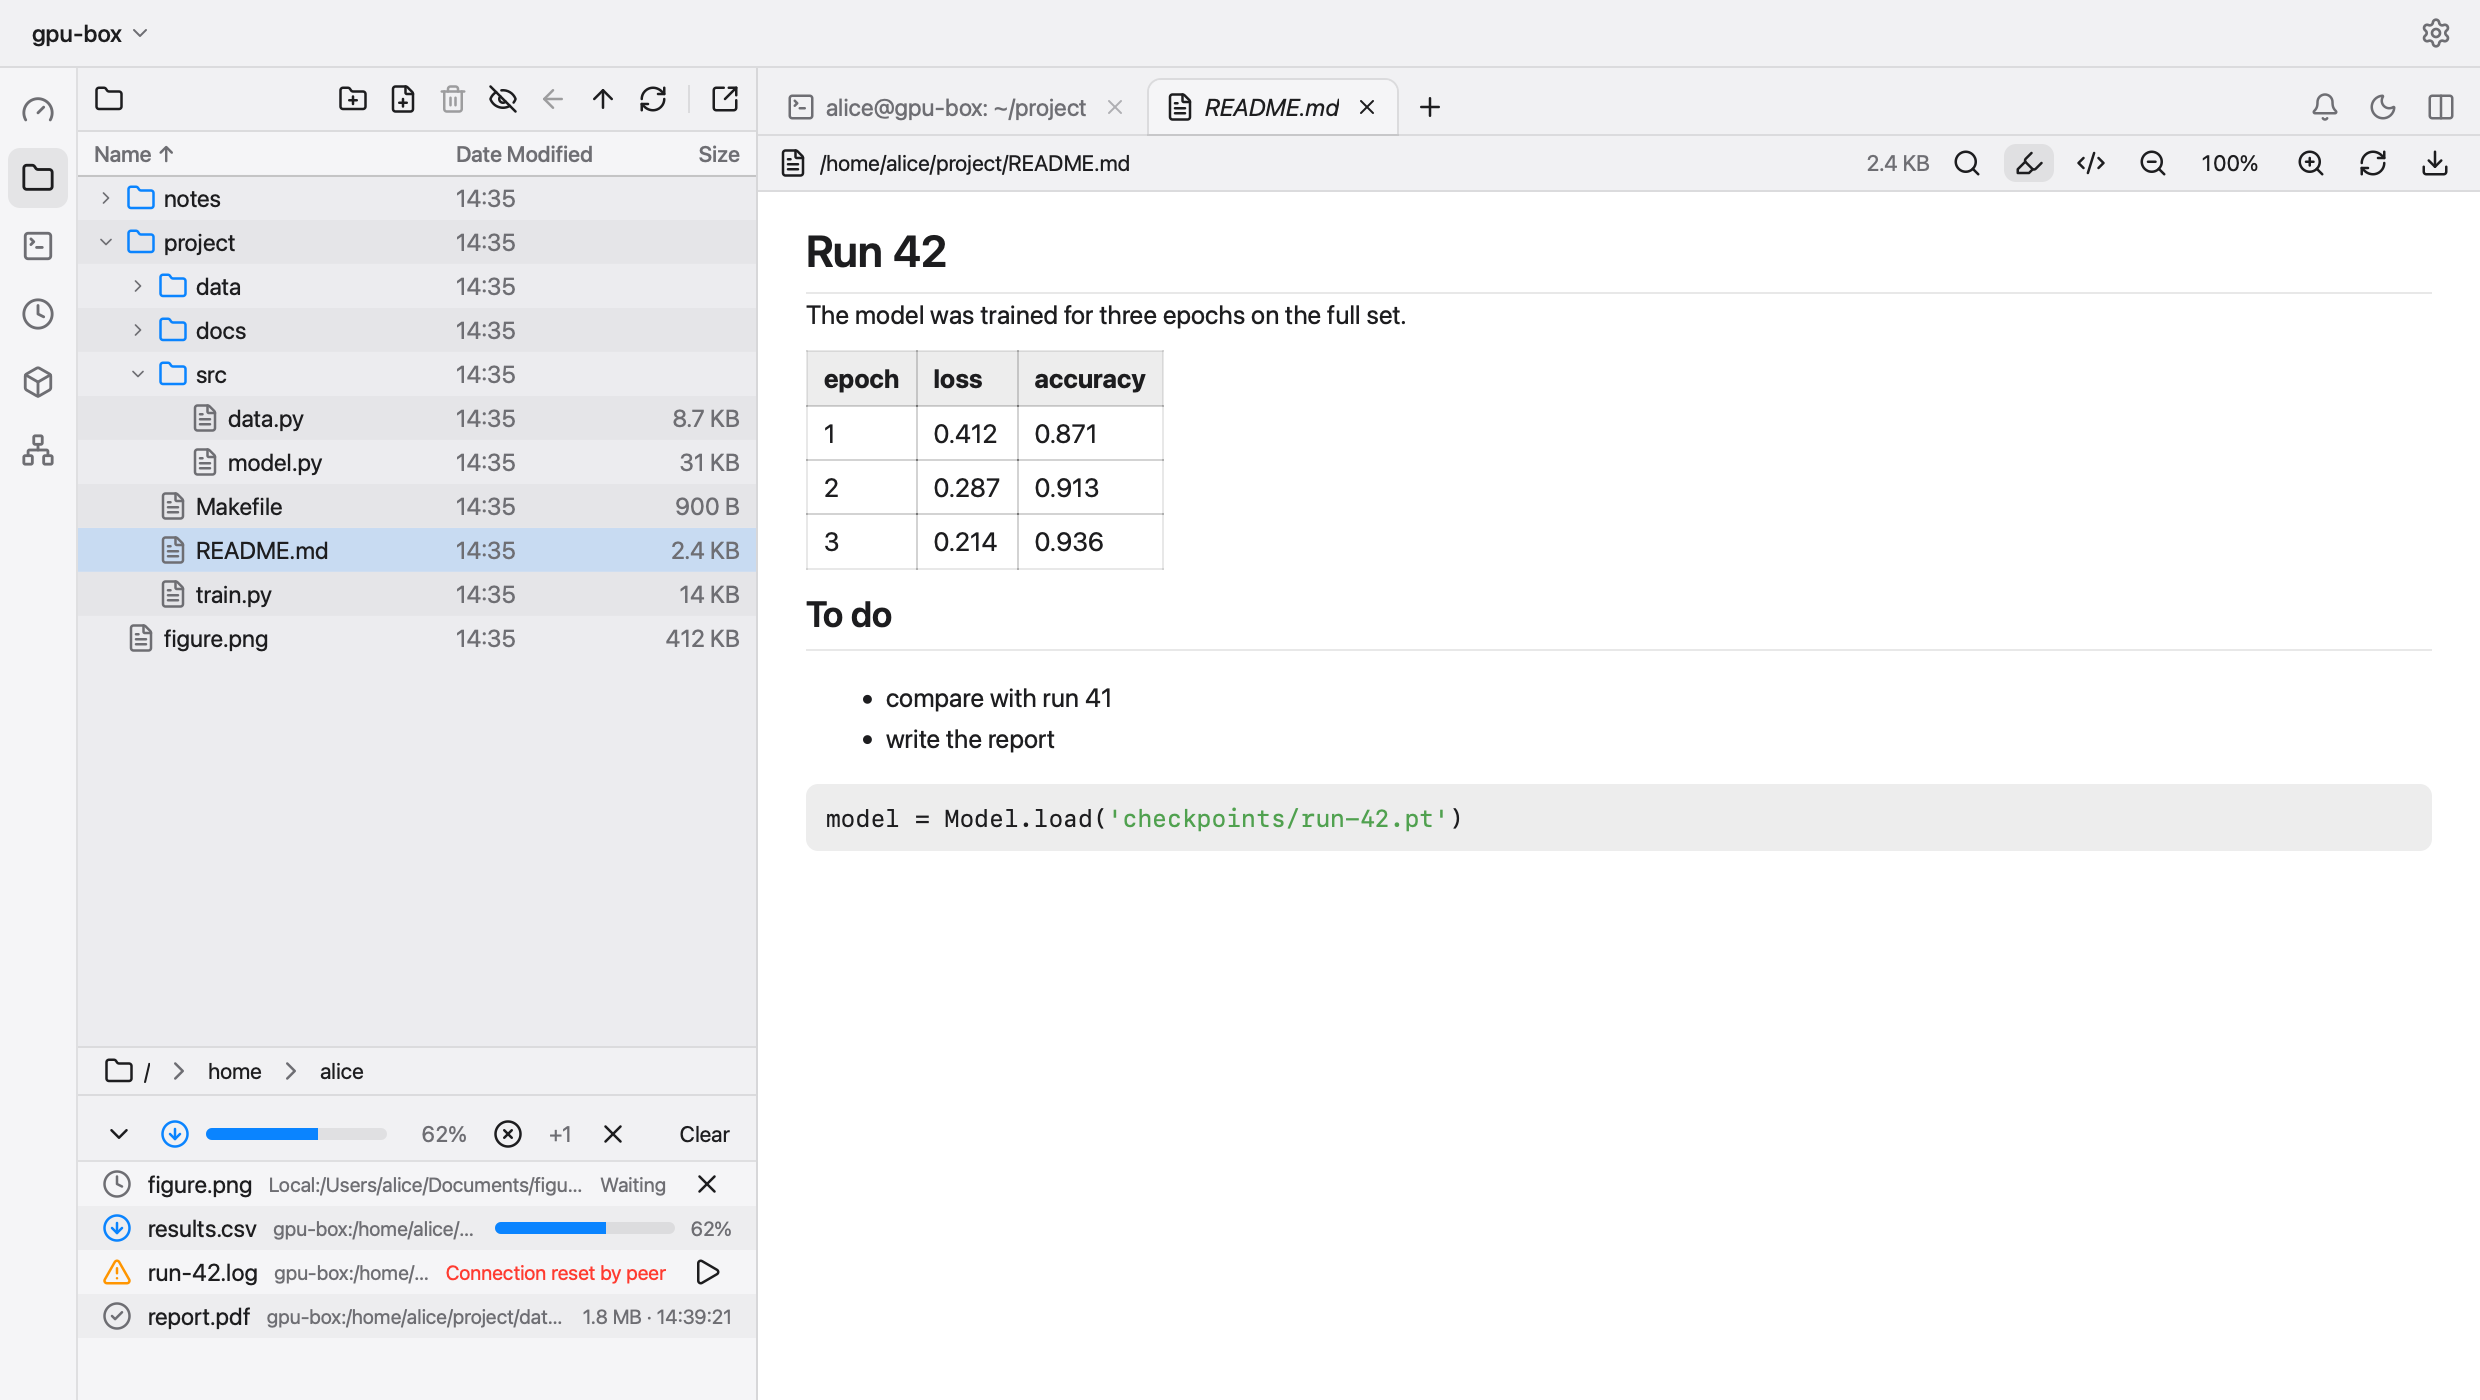 gpu-box
Name Date Modified Size
notes 14:35
project 14:35
data 14:35
docs 14:35
src 14:35
data.py 14:35 8.7 KB
model.py 14:35 31 KB
Makefile 14:35 900 B
README.md 14:35 2.4 KB
train.py 14:35 14 KB
figure.png 14:35 412 KB
/ home alice
62% +1 Clear
figure.png Local:/Users/alice/Documents/figu... Waiting
results.csv gpu-box:/home/alice/... 62%
run-42.log gpu-box:/home/... Connection reset by peer
report.pdf gpu-box:/home/alice/project/dat... 1.8 MB · 14:39:21
alice@gpu-box: ~/project README.md
/home/alice/project/README.md 2.4 KB 100%
Run 42
The model was trained for three epochs on the full set.
epoch loss accuracy
1 0.412 0.871
2 0.287 0.913
3 0.214 0.936
To do
• compare with run 41
• write the report
model = Model.load('checkpoints/run-42.pt')